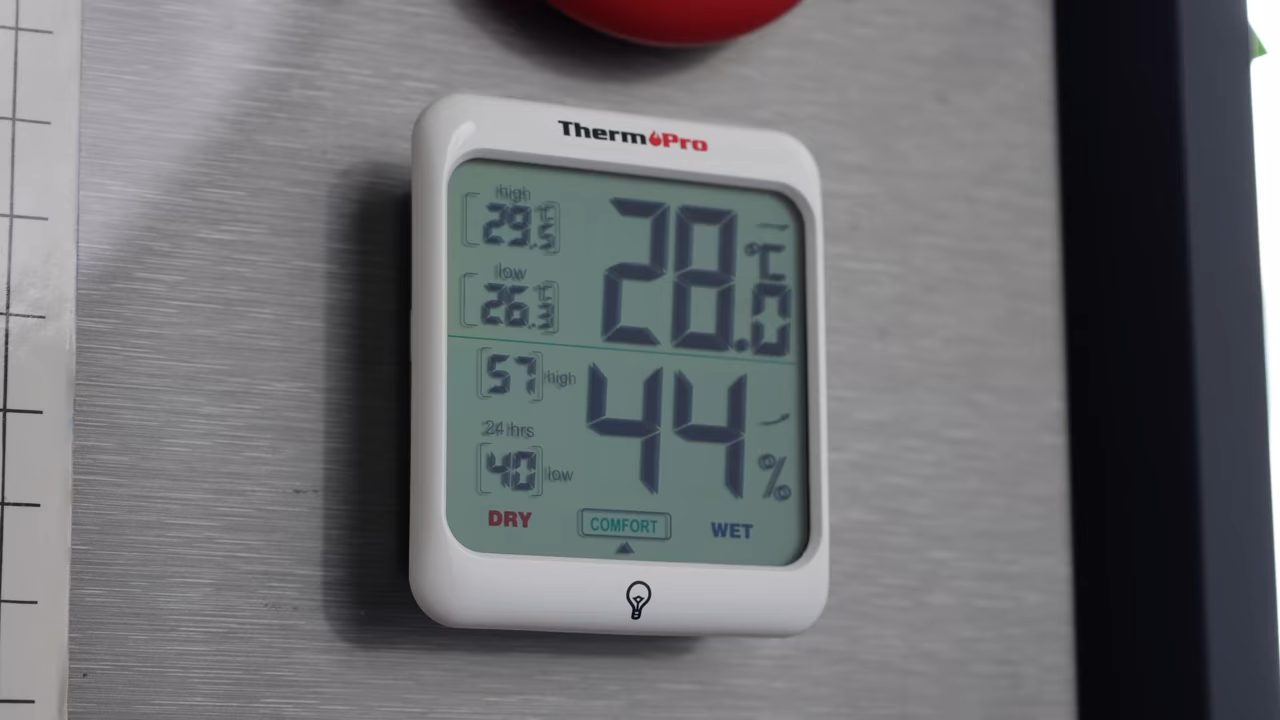 ThermoPro
high
29.5 °C
28.0 °C
low
26.3 °C
57 high
44 %
24 hrs
40 low
DRY COMFORT WET